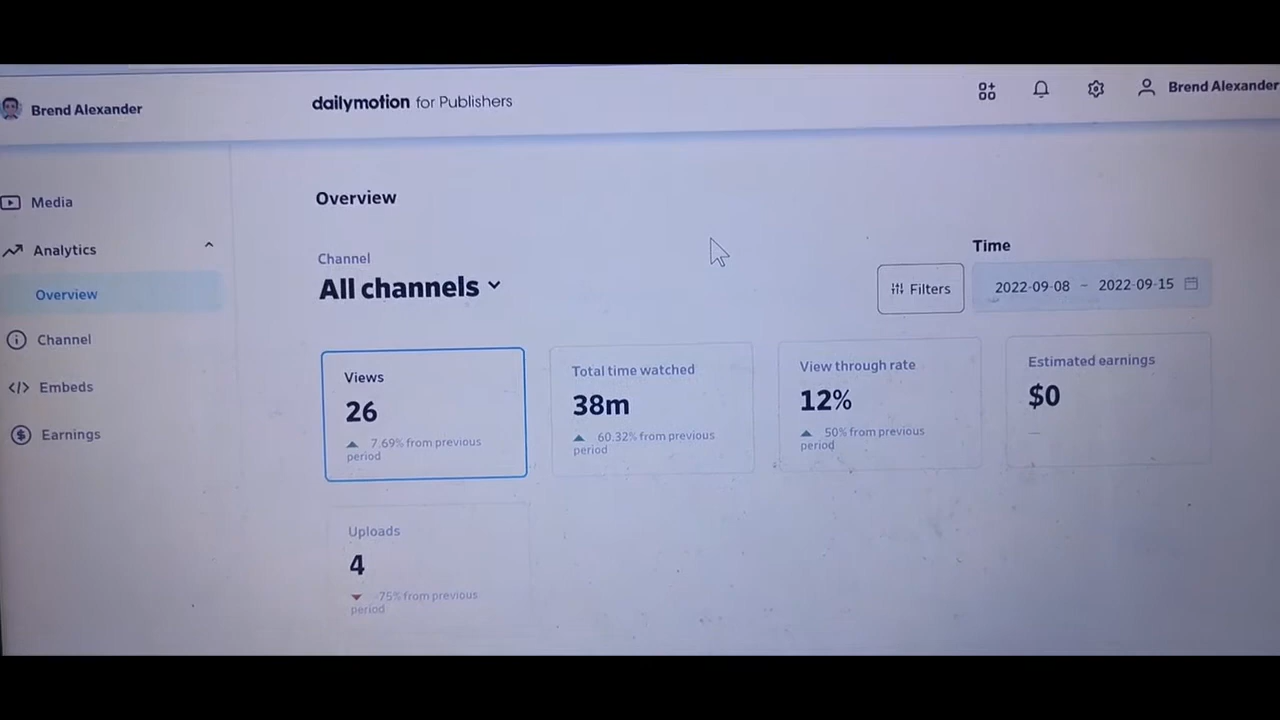 Brend Alexander
dailymotion for Publishers
Brend Alexander
Media
Analytics
Overview
Channel
Embeds
Earnings
Overview
Channel
All channels
Filters
Time
2022-09-08 – 2022-09-15
Views
26
7.69% from previous
period
Total time watched
38m
60.32% from previous
period
View through rate
12%
50% from previous
period
Estimated earnings
$0
—
Uploads
4
-75% from previous
period